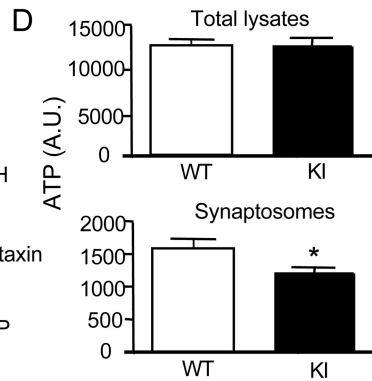 D
Total lysates
ATP (A.U.)
15000
10000
5000
0
WT KI
H
Synaptosomes
2000
1500
1000
500
0
*
WT KI
taxin
P